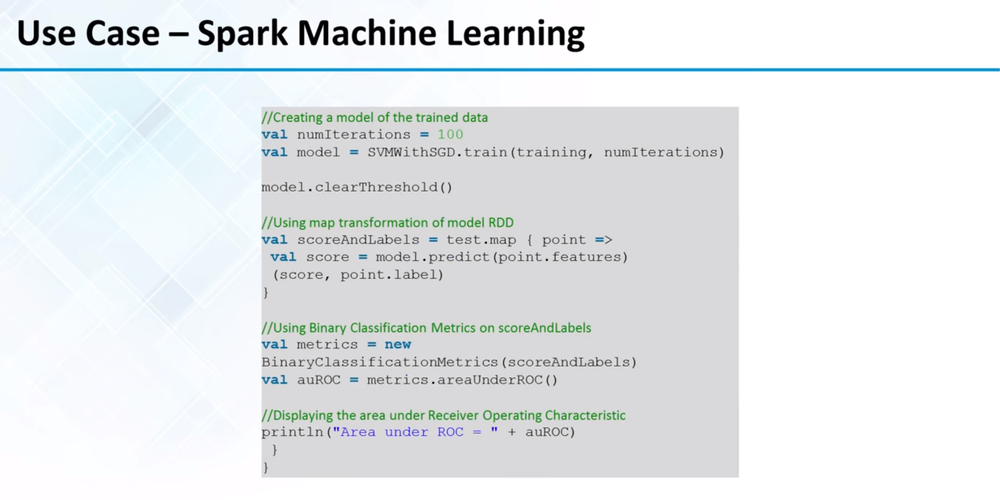 Use Case – Spark Machine Learning
//Creating a model of the trained data
val numIterations = 100
val model = SVMWithSGD.train(training, numIterations)
model.clearThreshold()
//Using map transformation of model RDD
val scoreAndLabels = test.map { point =>
val score = model.predict(point.features)
(score, point.label)
}
//Using Binary Classification Metrics on scoreAndLabels
val metrics = new
BinaryClassificationMetrics(scoreAndLabels)
val auROC = metrics.areaUnderROC()
//Displaying the area under Receiver Operating Characteristic
println("Area under ROC = " + auROC)
}
}